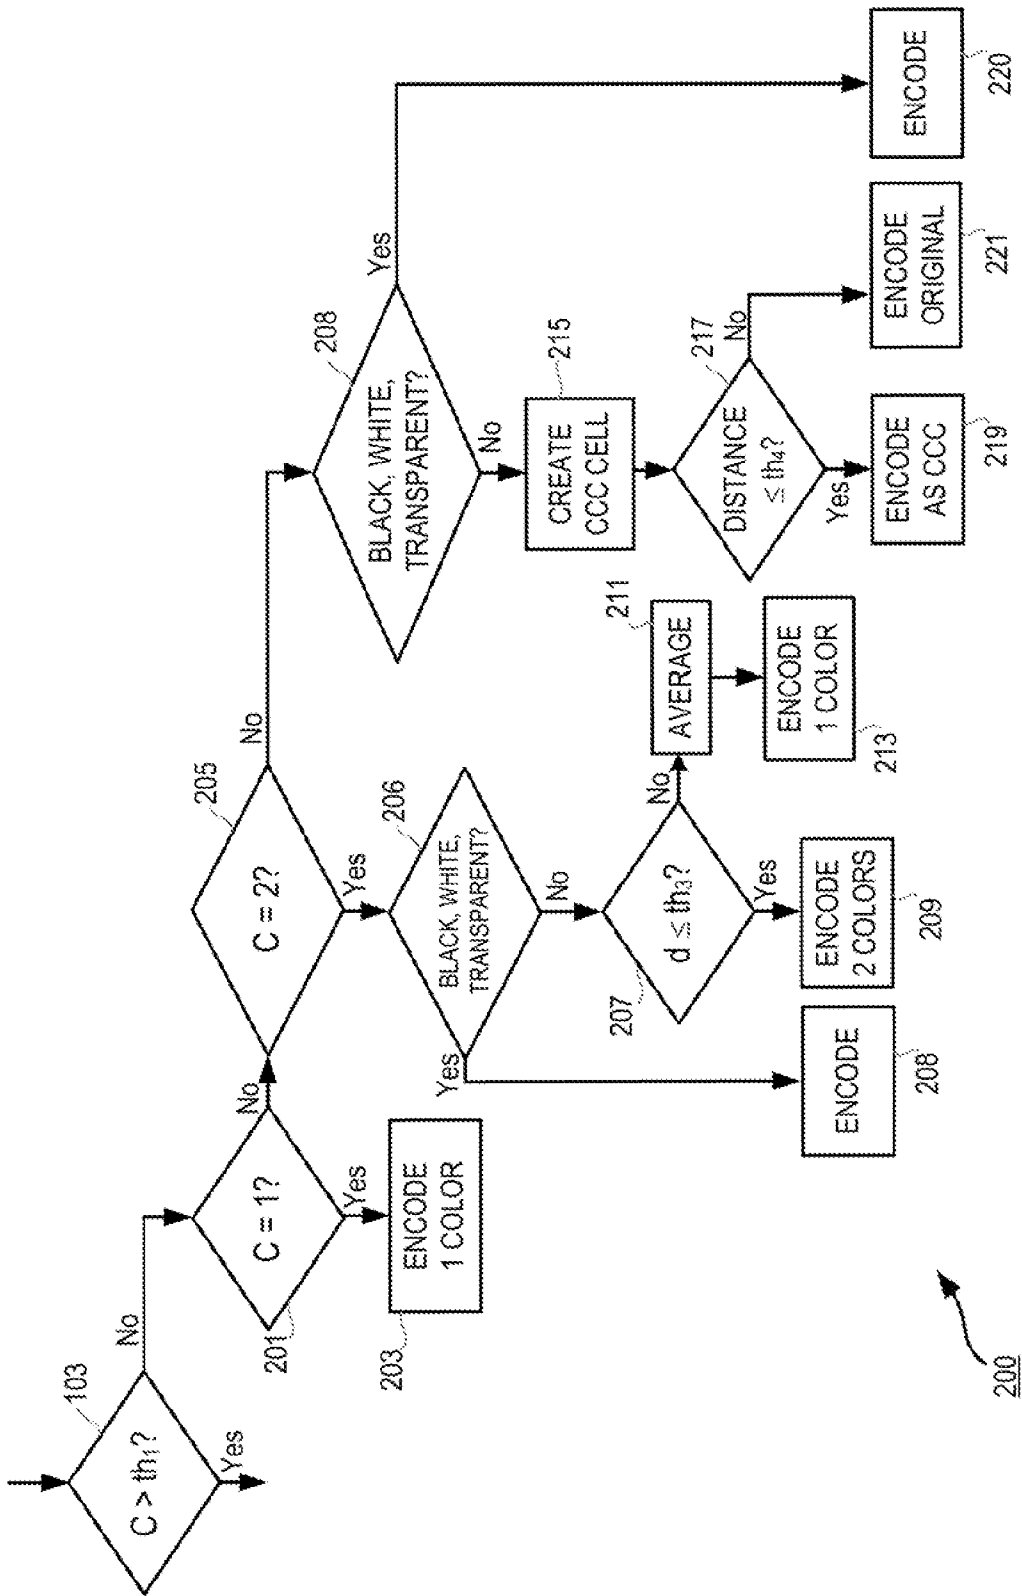 103
C > th1?
No
Yes
201
C = 1?
No
Yes
203
ENCODE
1 COLOR
205
C = 2?
No
Yes
206
BLACK, WHITE,
TRANSPARENT?
Yes
No
208
ENCODE
207
d ≤ th3?
No
Yes
209
ENCODE
2 COLORS
211
AVERAGE
213
ENCODE
1 COLOR
208
BLACK, WHITE,
TRANSPARENT?
Yes
No
215
CREATE
CCC CELL
217
DISTANCE
≤ th4?
No
Yes
219
ENCODE
AS CCC
221
ENCODE
ORIGINAL
220
ENCODE
200